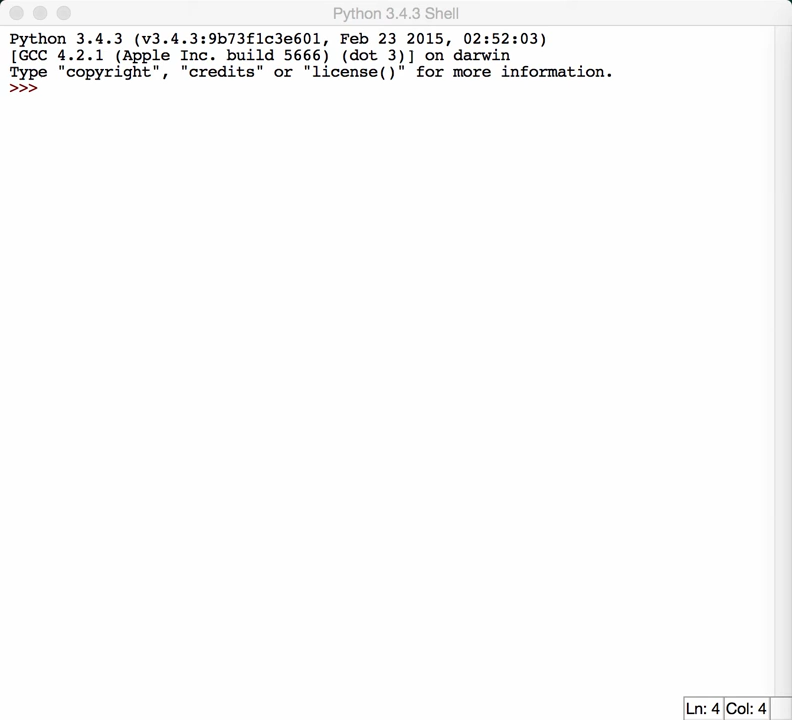 Python 3.4.3 Shell
Python 3.4.3 (v3.4.3:9b73f1c3e601, Feb 23 2015, 02:52:03)
[GCC 4.2.1 (Apple Inc. build 5666) (dot 3)] on darwin
Type "copyright", "credits" or "license()" for more information.
>>>
Ln: 4 Col: 4